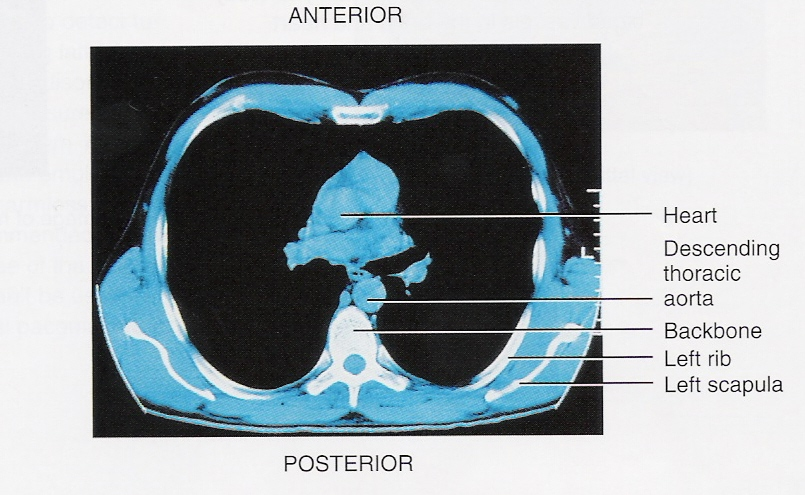 ANTERIOR
Heart
Descending
thoracic
aorta
Backbone
Left rib
Left scapula
POSTERIOR